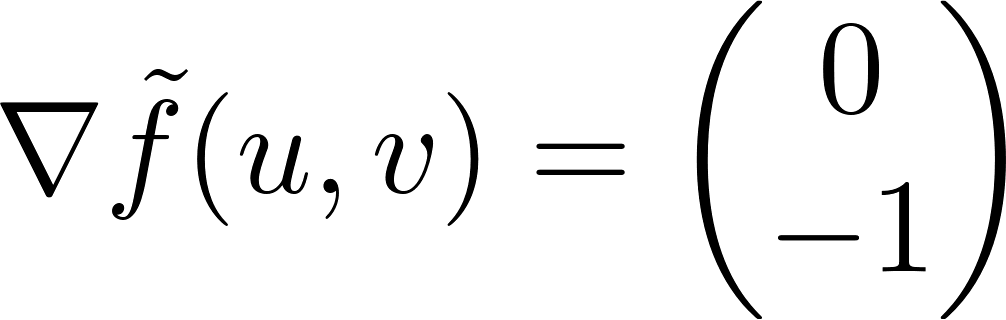 ∇f̃(u, v) = (0
−1)